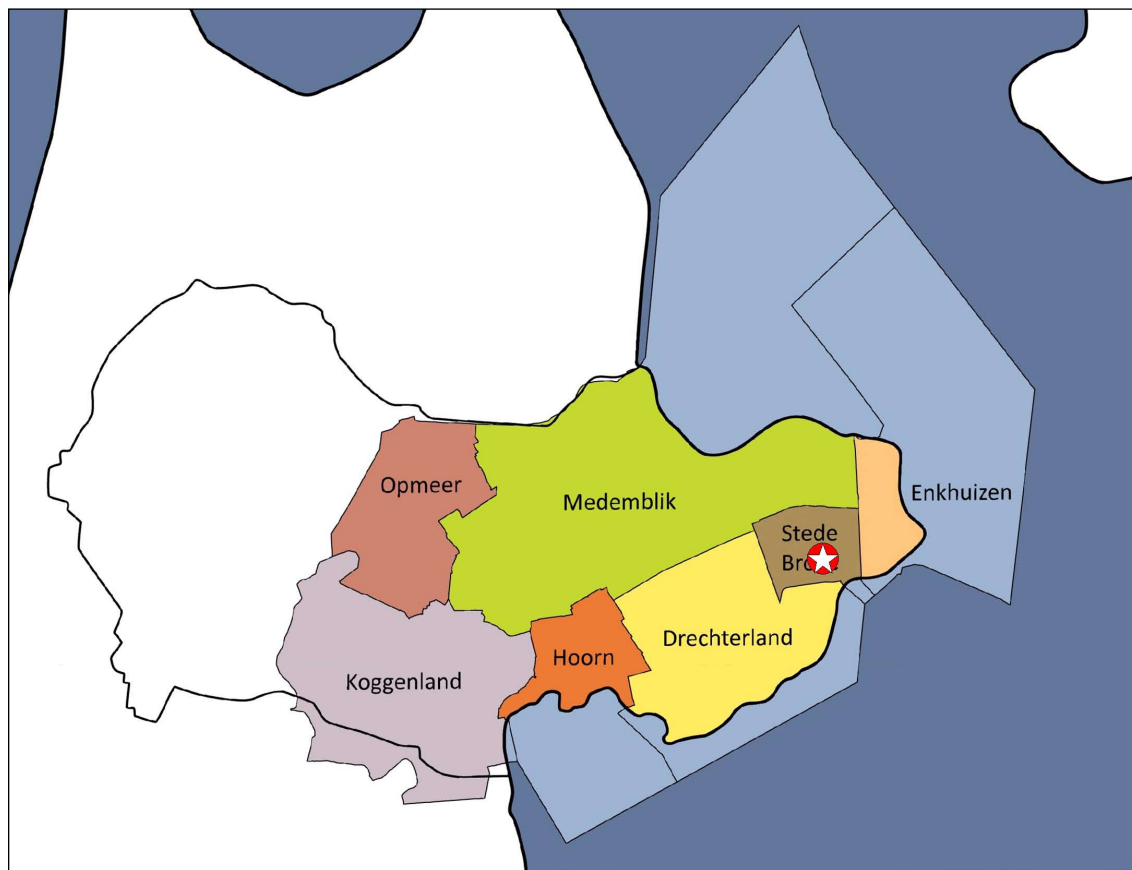 Opmeer
Medemblik
Enkhuizen
Stede
Drechterland
Hoorn
Koggenland